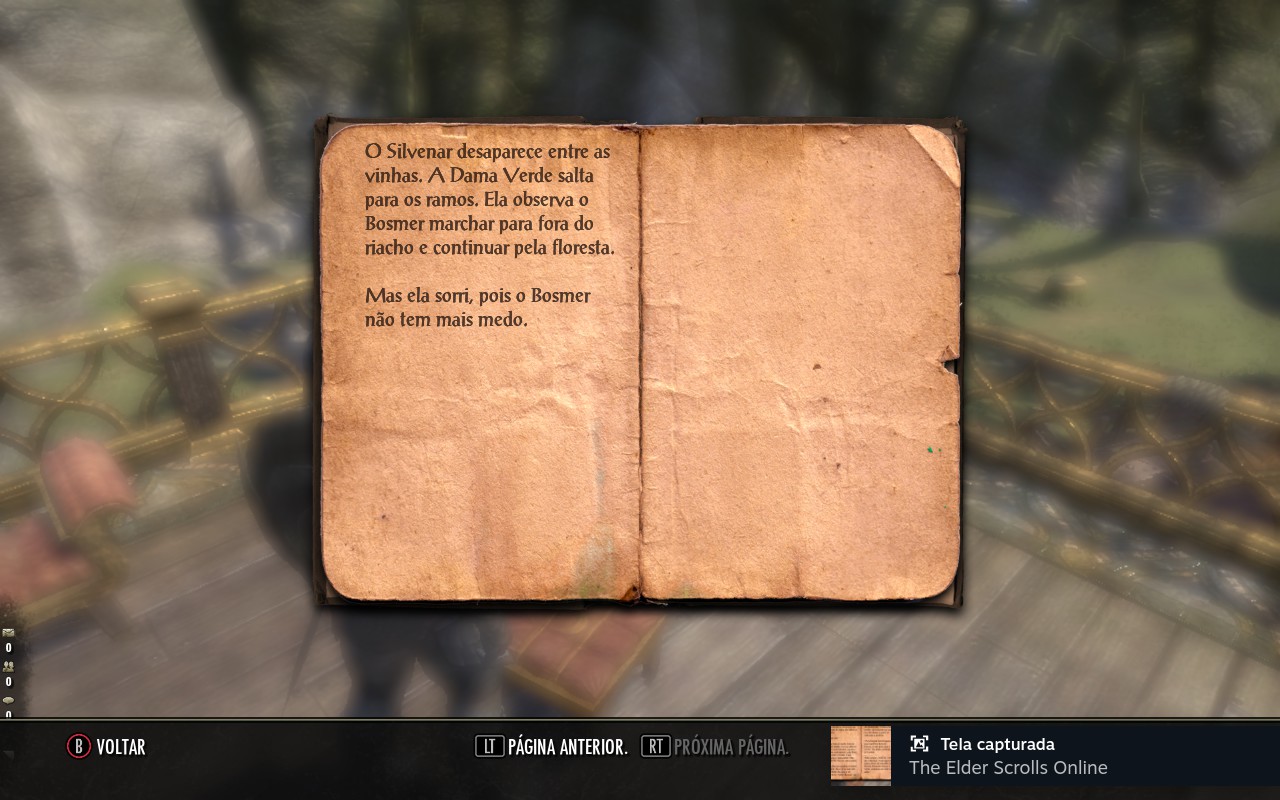 O Silvenar desaparece entre as
vinhas. A Dama Verde salta
para os ramos. Ela observa o
Bosmer marchar para fora do
riacho e continuar pela floresta.
Mas ela sorri, pois o Bosmer
não tem mais medo.
0
0
0
B VOLTAR
LT PÁGINA ANTERIOR.
RT PRÓXIMA PÁGINA.
Tela capturada
The Elder Scrolls Online